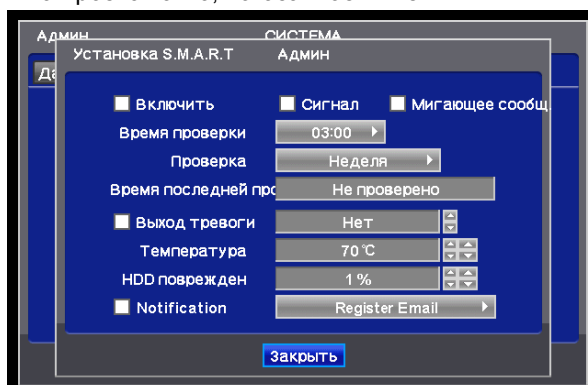 Админ СИСТЕМА
Установка S.M.A.R.T Админ
Включить Сигнал Мигающее сообщ
Время проверки 03:00
Проверка Неделя
Время последней про Не проверено
Выход тревоги Нет
Температура 70℃
HDD поврежден 1%
Notification Register Email
Закрыть